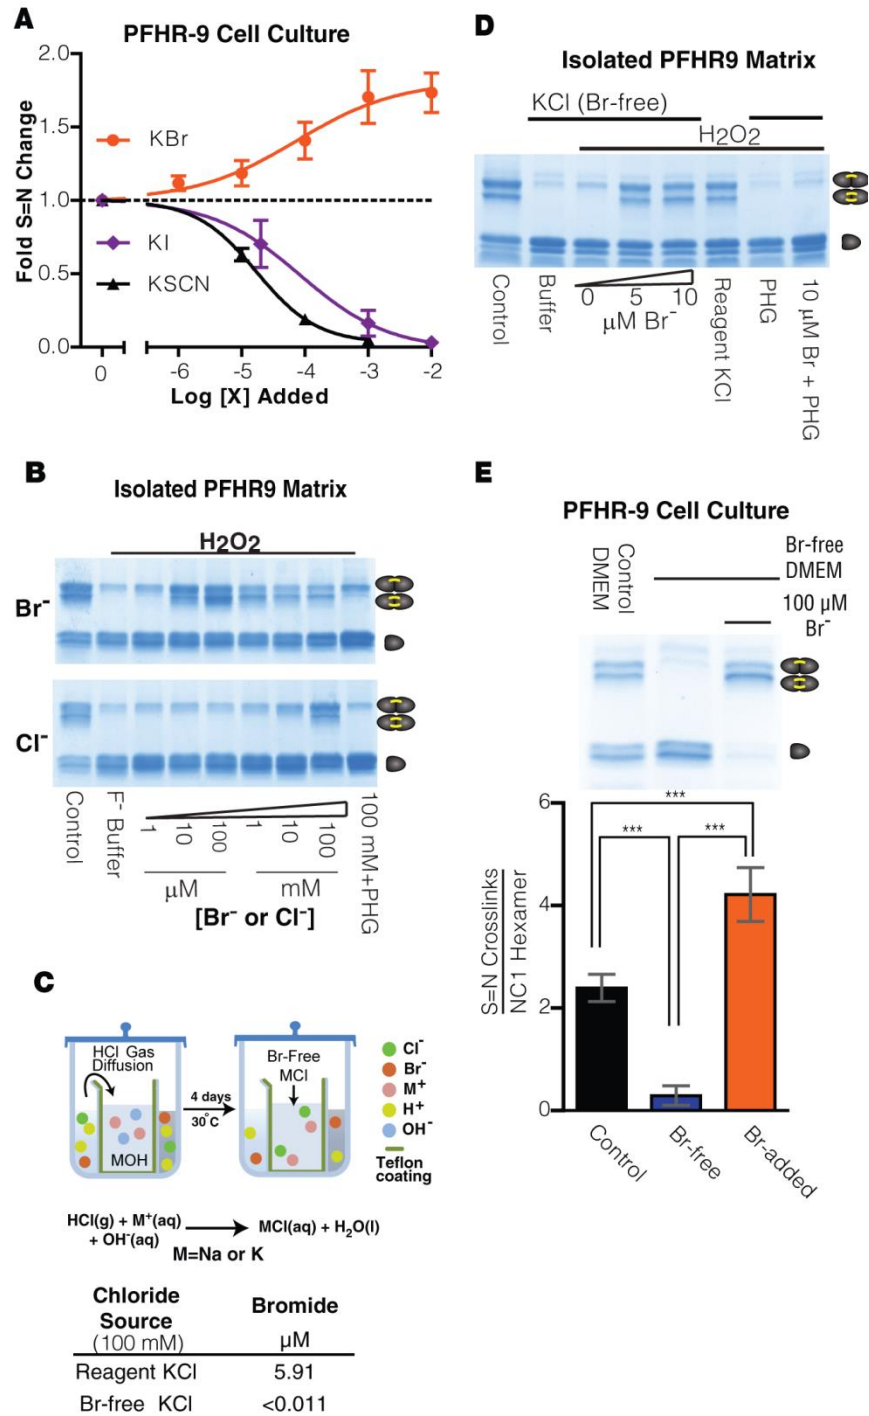 A
PFHR-9 Cell Culture
2.0
1.5
1.0
0.5
0.0
Fold S=N Change
KBr
KI
KSCN
0
-6
-5
-4
-3
-2
Log [X] Added
B
Isolated PFHR9 Matrix
H2O2
Br⁻
Cl⁻
Control
F⁻ Buffer
1
10
100
1
10
100
100 mM+PHG
μM
mM
[Br⁻ or Cl⁻]
C
HCl Gas
Diffusion
MOH
4 days
30°C
Br-Free
MCl
Cl⁻
Br⁻
M⁺
H⁺
OH⁻
Teflon
coating
HCl(g) + M⁺(aq)
+ OH⁻(aq)
MCl(aq) + H₂O(l)
M=Na or K
Chloride
Source
(100 mM)
Bromide
μM
Reagent KCl 5.91
Br-free KCl <0.011
D
Isolated PFHR9 Matrix
KCl (Br-free)
H2O2
Control
Buffer
0
5
10
μM Br⁻
Reagent KCl
PHG
10 μM Br + PHG
E
PFHR-9 Cell Culture
Control
DMEM
Br-free
DMEM
100 μM
Br⁻
6
4
2
0
S=N Crosslinks
NC1 Hexamer
***
***
***
Control
Br-free
Br-added